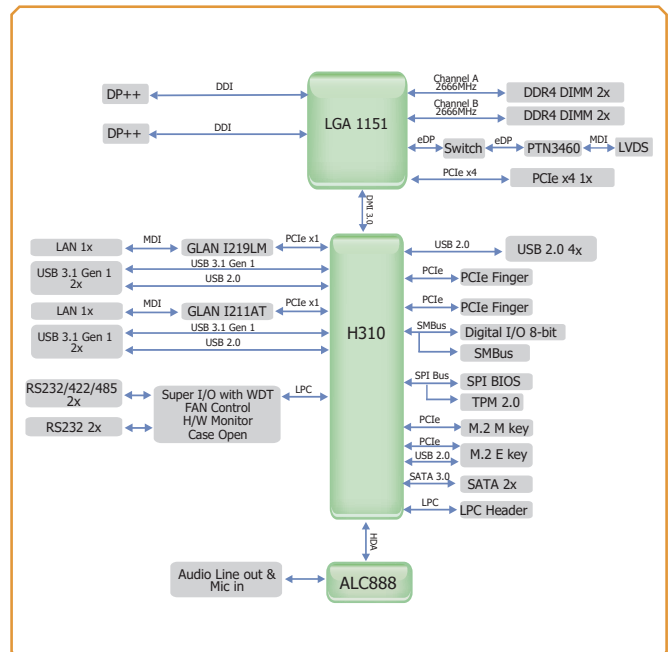 DP++
DDI
LGA 1151
Channel A
2666MHz
DDR4 DIMM 2x
DP++
DDI
Channel B
2666MHz
DDR4 DIMM 2x
eDP
Switch
eDP
PTN3460
MDI
LVDS
PCIe x4
PCIe x4 1x
DMI 3.0
LAN 1x
MDI
GLAN I219LM
PCIe x1
USB 3.1 Gen 1
2x
USB 3.1 Gen 1
USB 2.0
LAN 1x
MDI
GLAN I211AT
PCIe x1
USB 3.1 Gen 1
2x
USB 3.1 Gen 1
USB 2.0
RS232/422/485
2x
RS232 2x
Super I/O with WDT
FAN Control
H/W Monitor
Case Open
LPC
H310
USB 2.0
USB 2.0 4x
PCIe
PCIe Finger
PCIe
PCIe Finger
SMBus
Digital I/O 8-bit
SMBus
SPI Bus
SPI BIOS
TPM 2.0
PCIe
M.2 M key
PCIe
USB 2.0
M.2 E key
SATA 3.0
SATA 2x
LPC
LPC Header
HDA
Audio Line out &
Mic in
ALC888